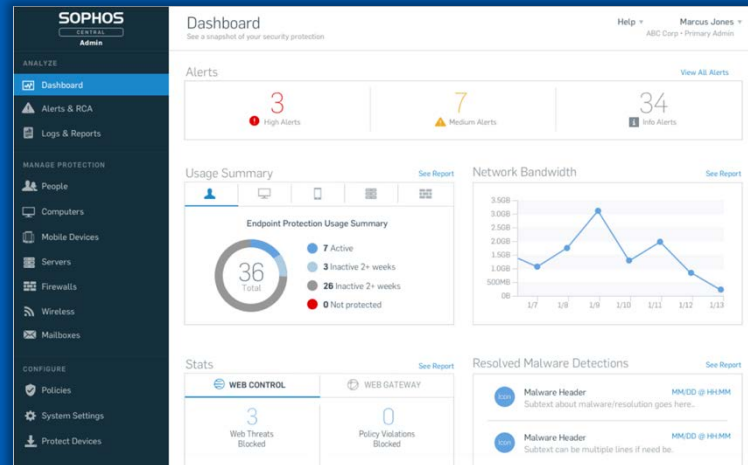 SOPHOS
CENTRAL
Admin
ANALYZE
Dashboard
Alerts & RCA
Logs & Reports
MANAGE PROTECTION
People
Computers
Mobile Devices
Servers
Firewalls
Wireless
Mailboxes
CONFIGURE
Policies
System Settings
Protect Devices
Dashboard
See a snapshot of your security protection
Help
Marcus Jones
ABC Corp • Primary Admin
Alerts
View All Alerts
3
High Alerts
7
Medium Alerts
34
Info Alerts
Usage Summary
See Report
Endpoint Protection Usage Summary
36
Total
7 Active
3 Inactive 2+ weeks
26 Inactive 2+ weeks
0 Not protected
Network Bandwidth
See Report
3.5GB
3.0GB
2.5GB
2.0GB
1.5GB
1.0GB
500MB
0B
1/7 1/9 1/9 1/10 1/11 1/12 1/13
Stats
See Report
WEB CONTROL
WEB GATEWAY
3
Web Threats
Blocked
0
Policy Violations
Blocked
Resolved Malware Detections
See Report
Icon
Malware Header
MM/DD @ HH:MM
Subtext about malware/resolution goes here..
Icon
Malware Header
MM/DD @ HH:MM
Subtext can be multiple lines if need be.